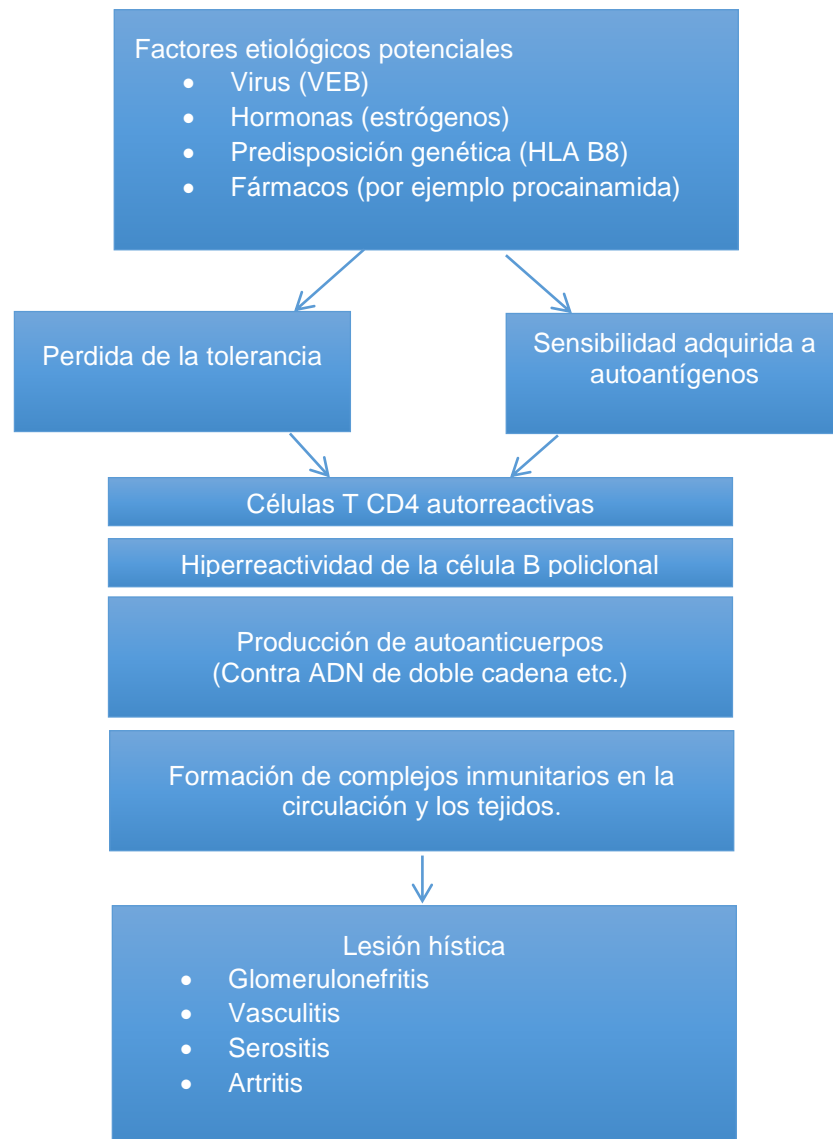 Factores etiológicos potenciales
• Virus (VEB)
• Hormonas (estrógenos)
• Predisposición genética (HLA B8)
• Fármacos (por ejemplo procainamida)
Perdida de la tolerancia
Sensibilidad adquirida a
autoantígenos
Células T CD4 autorreactivas
Hiperreactividad de la célula B policlonal
Producción de autoanticuerpos
(Contra ADN de doble cadena etc.)
Formación de complejos inmunitarios en la
circulación y los tejidos.
Lesión hística
• Glomerulonefritis
• Vasculitis
• Serositis
• Artritis